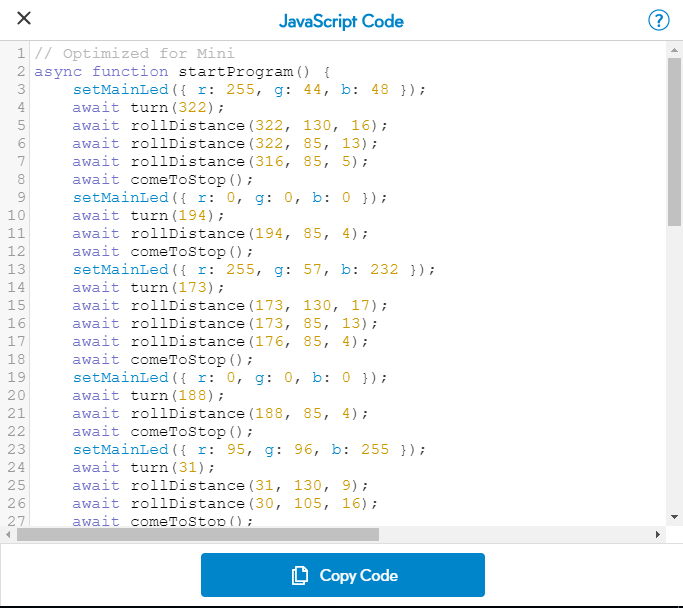 JavaScript Code
?
1 // Optimized for Mini
2 async function startProgram() {
3     setMainLed({ r: 255, g: 44, b: 48 });
4     await turn(322);
5     await rollDistance(322, 130, 16);
6     await rollDistance(322, 85, 13);
7     await rollDistance(316, 85, 5);
8     await comeToStop();
9     setMainLed({ r: 0, g: 0, b: 0 });
10     await turn(194);
11     await rollDistance(194, 85, 4);
12     await comeToStop();
13     setMainLed({ r: 255, g: 57, b: 232 });
14     await turn(173);
15     await rollDistance(173, 130, 17);
16     await rollDistance(173, 85, 13);
17     await rollDistance(176, 85, 4);
18     await comeToStop();
19     setMainLed({ r: 0, g: 0, b: 0 });
20     await turn(188);
21     await rollDistance(188, 85, 4);
22     await comeToStop();
23     setMainLed({ r: 95, g: 96, b: 255 });
24     await turn(31);
25     await rollDistance(31, 130, 9);
26     await rollDistance(30, 105, 16);
27     await comeToStop();
Copy Code